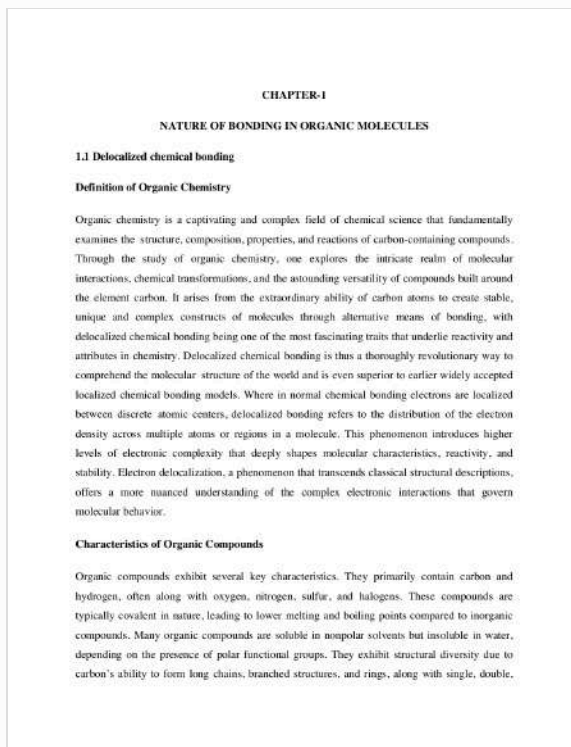 CHAPTER-1
NATURE OF BONDING IN ORGANIC MOLECULES
1.1 Delocalized chemical bonding
Definition of Organic Chemistry
Organic chemistry is a captivating and complex field of chemical science that fundamentally
examines the structure, composition, properties, and reactions of carbon-containing compounds.
Through the study of organic chemistry, one explores the intricate realm of molecular
interactions, chemical transformations, and the astounding versatility of compounds built around
the element carbon. It arises from the extraordinary ability of carbon atoms to create stable,
unique and complex constructs of molecules through alternative means of bonding, with
delocalized chemical bonding being one of the most fascinating traits that underlie reactivity and
attributes in chemistry. Delocalized chemical bonding is thus a thoroughly revolutionary way to
comprehend the molecular structure of the world and is even superior to earlier widely accepted
localized chemical bonding models. Where in normal chemical bonding electrons are localized
between discrete atomic centers, delocalized bonding refers to the distribution of the electron
density across multiple atoms or regions in a molecule. This phenomenon introduces higher
levels of electronic complexity that deeply shapes molecular characteristics, reactivity, and
stability. Electron delocalization, a phenomenon that transcends classical structural descriptions,
offers a more nuanced understanding of the complex electronic interactions that govern
molecular behavior.
Characteristics of Organic Compounds
Organic compounds exhibit several key characteristics. They primarily contain carbon and
hydrogen, often along with oxygen, nitrogen, sulfur, and halogens. These compounds are
typically covalent in nature, leading to lower melting and boiling points compared to inorganic
compounds. Many organic compounds are soluble in nonpolar solvents but insoluble in water,
depending on the presence of polar functional groups. They exhibit structural diversity due to
carbon's ability to form long chains, branched structures, and rings, along with single, double,